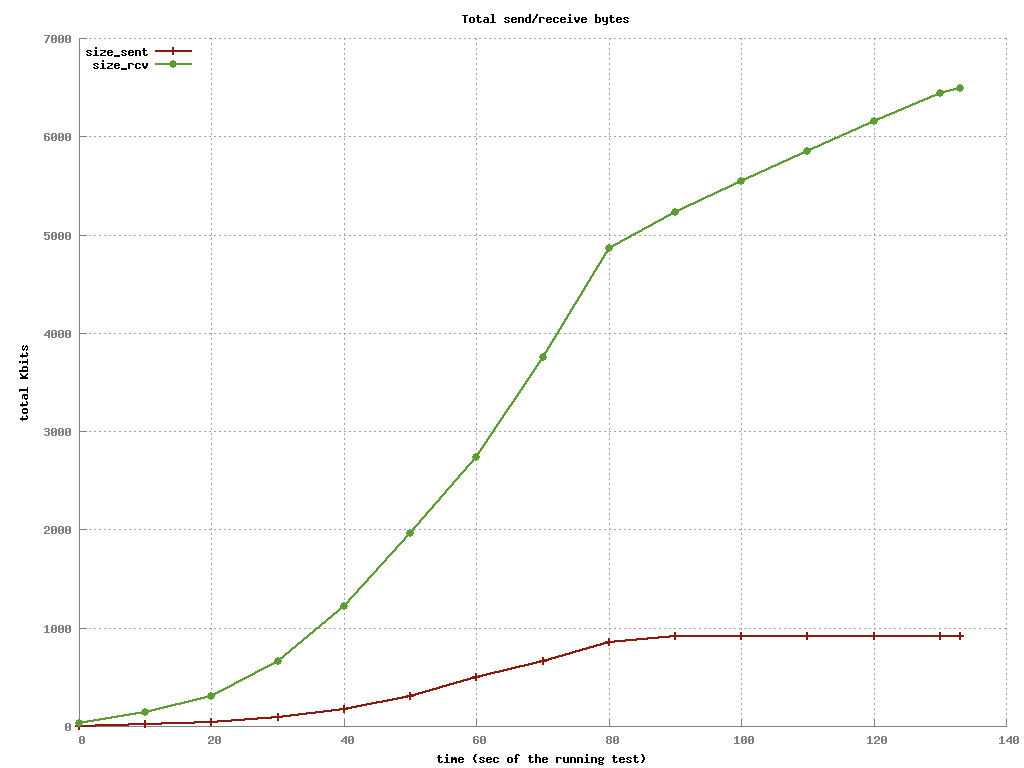 Total send/receive bytes
7000
size_sent
size_rcv
6000
5000
4000
total Kbits
3000
2000
1000
0
0 20 40 60 80 100 120 140
time (sec of the running test)